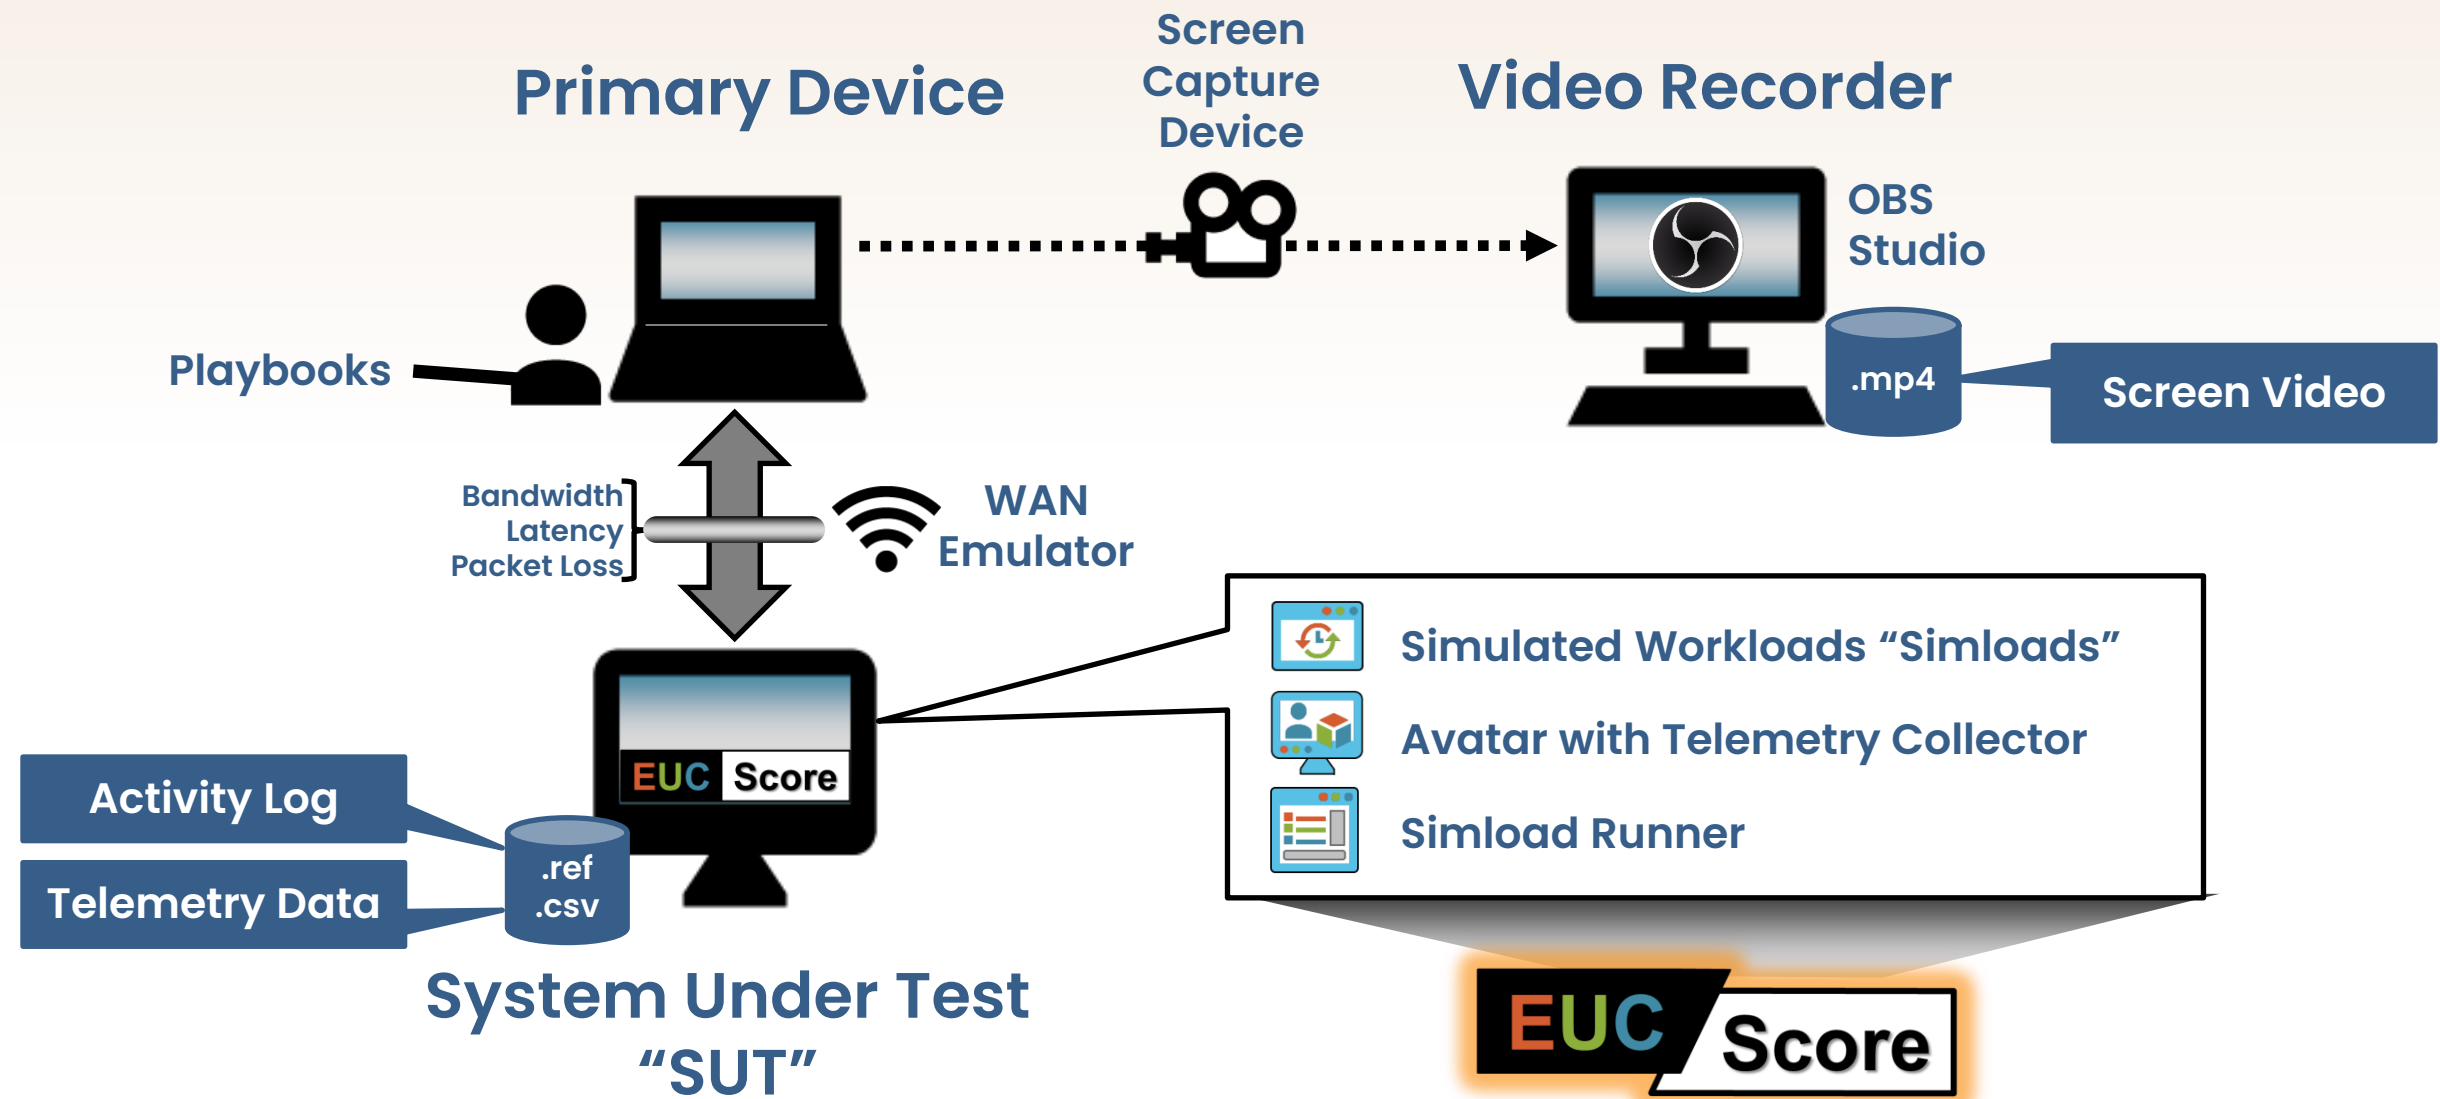 Screen
Capture
Device
Primary Device
Video Recorder
OBS
Studio
Playbooks
.mp4
Screen Video
Bandwidth
Latency
Packet Loss
WAN
Emulator
Simulated Workloads “Simloads”
Avatar with Telemetry Collector
Simload Runner
EUC Score
Activity Log
Telemetry Data
.ref
.csv
System Under Test
“SUT”
EUC Score